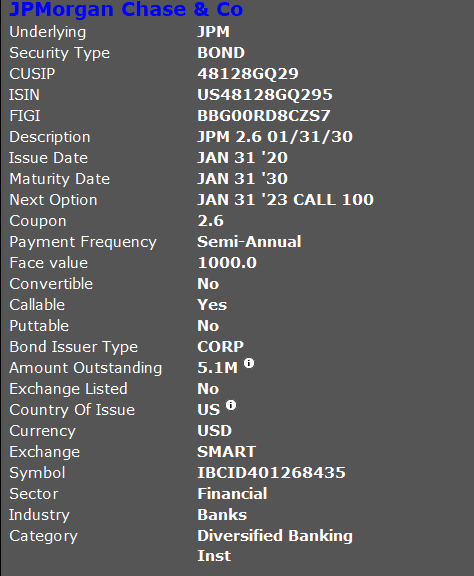 JPMorgan Chase & Co
Underlying JPM
Security Type BOND
CUSIP 48128GQ29
ISIN US48128GQ295
FIGI BBG00RD8CZS7
Description JPM 2.6 01/31/30
Issue Date JAN 31 '20
Maturity Date JAN 31 '30
Next Option JAN 31 '23 CALL 100
Coupon 2.6
Payment Frequency Semi-Annual
Face value 1000.0
Convertible No
Callable Yes
Puttable No
Bond Issuer Type CORP
Amount Outstanding 5.1M
Exchange Listed No
Country Of Issue US
Currency USD
Exchange SMART
Symbol IBCID401268435
Sector Financial
Industry Banks
Category Diversified Banking
Inst